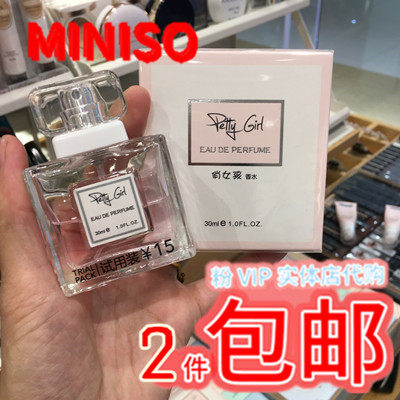 MINISO
Petty Girl
EAU DE PERFUME
俏女孩 香水
30ml ℮ 1.0FL.OZ.
Petty Girl
EAU DE PERFUME
30ml ℮ 1.0FL.OZ.
TRIAL PACK 试用装 ¥15
粉 VIP 实体店代购
2件包邮